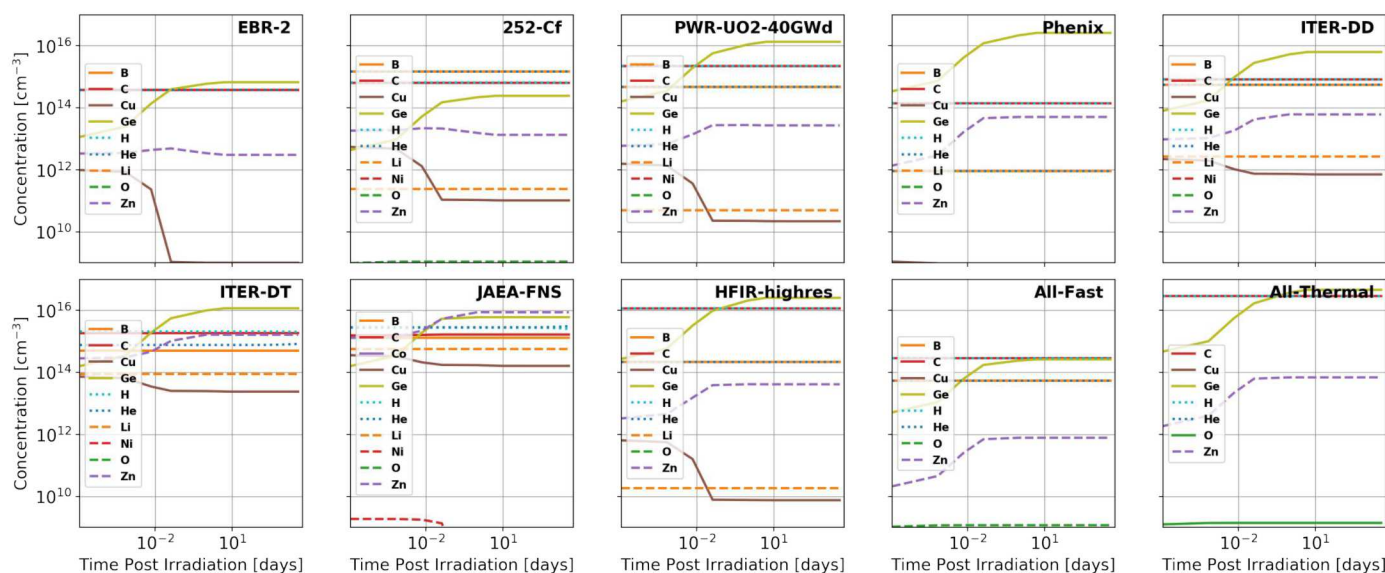 EBR-2
B
C
Cu
Ge
H
He
Li
Ni
O
Zn
252-Cf
B
C
Cu
Ge
H
He
Li
Ni
O
Zn
PWR-UO2-40GWd
B
C
Cu
Ge
H
He
Li
Ni
O
Zn
Phenix
B
C
Cu
Ge
H
He
Li
O
Zn
ITER-DD
B
C
Cu
Ge
H
He
Li
Ni
O
Zn
Concentration [cm⁻³]
10¹⁶
10¹⁴
10¹²
10¹⁰
ITER-DT
B
C
Cu
Ge
H
He
Li
Ni
O
Zn
JAEA-FNS
B
C
Co
Cu
Ge
H
He
Li
Ni
O
Zn
HFIR-highres
B
C
Cu
Ge
H
He
Li
O
Zn
All-Fast
B
C
Ge
H
He
O
Zn
All-Thermal
C
Ge
H
He
O
Zn
Concentration [cm⁻³]
10¹⁶
10¹⁴
10¹²
10¹⁰
10⁻² 10¹
10⁻² 10¹
10⁻² 10¹
10⁻² 10¹
10⁻² 10¹
Time Post Irradiation [days]
Time Post Irradiation [days]
Time Post Irradiation [days]
Time Post Irradiation [days]
Time Post Irradiation [days]